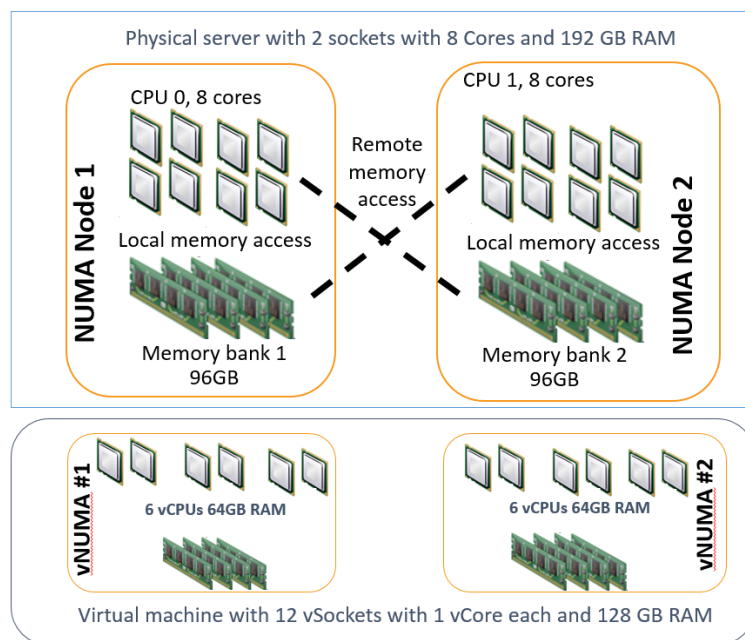 Physical server with 2 sockets with 8 Cores and 192 GB RAM
NUMA Node 1
CPU 0, 8 cores
Local memory access
Memory bank 1
96GB
Remote
memory
access
CPU 1, 8 cores
Local memory access
Memory bank 2
96GB
NUMA Node 2
vNUMA #1
6 vCPUs 64GB RAM
6 vCPUs 64GB RAM
vNUMA #2
Virtual machine with 12 vSockets with 1 vCore each and 128 GB RAM